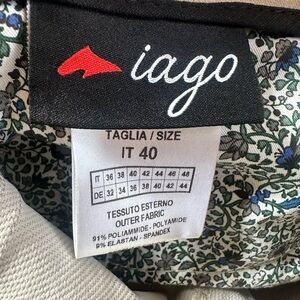 iago
TAGLIA / SIZE
IT 40
IT 36 38 40 42 44 46 48
DE 32 34 36 38 40 42 44
TESSUTO ESTERNO
OUTER FABRIC
91% POLIAMMIDE - POLYAMIDE
9% ELASTAN - SPANDEX